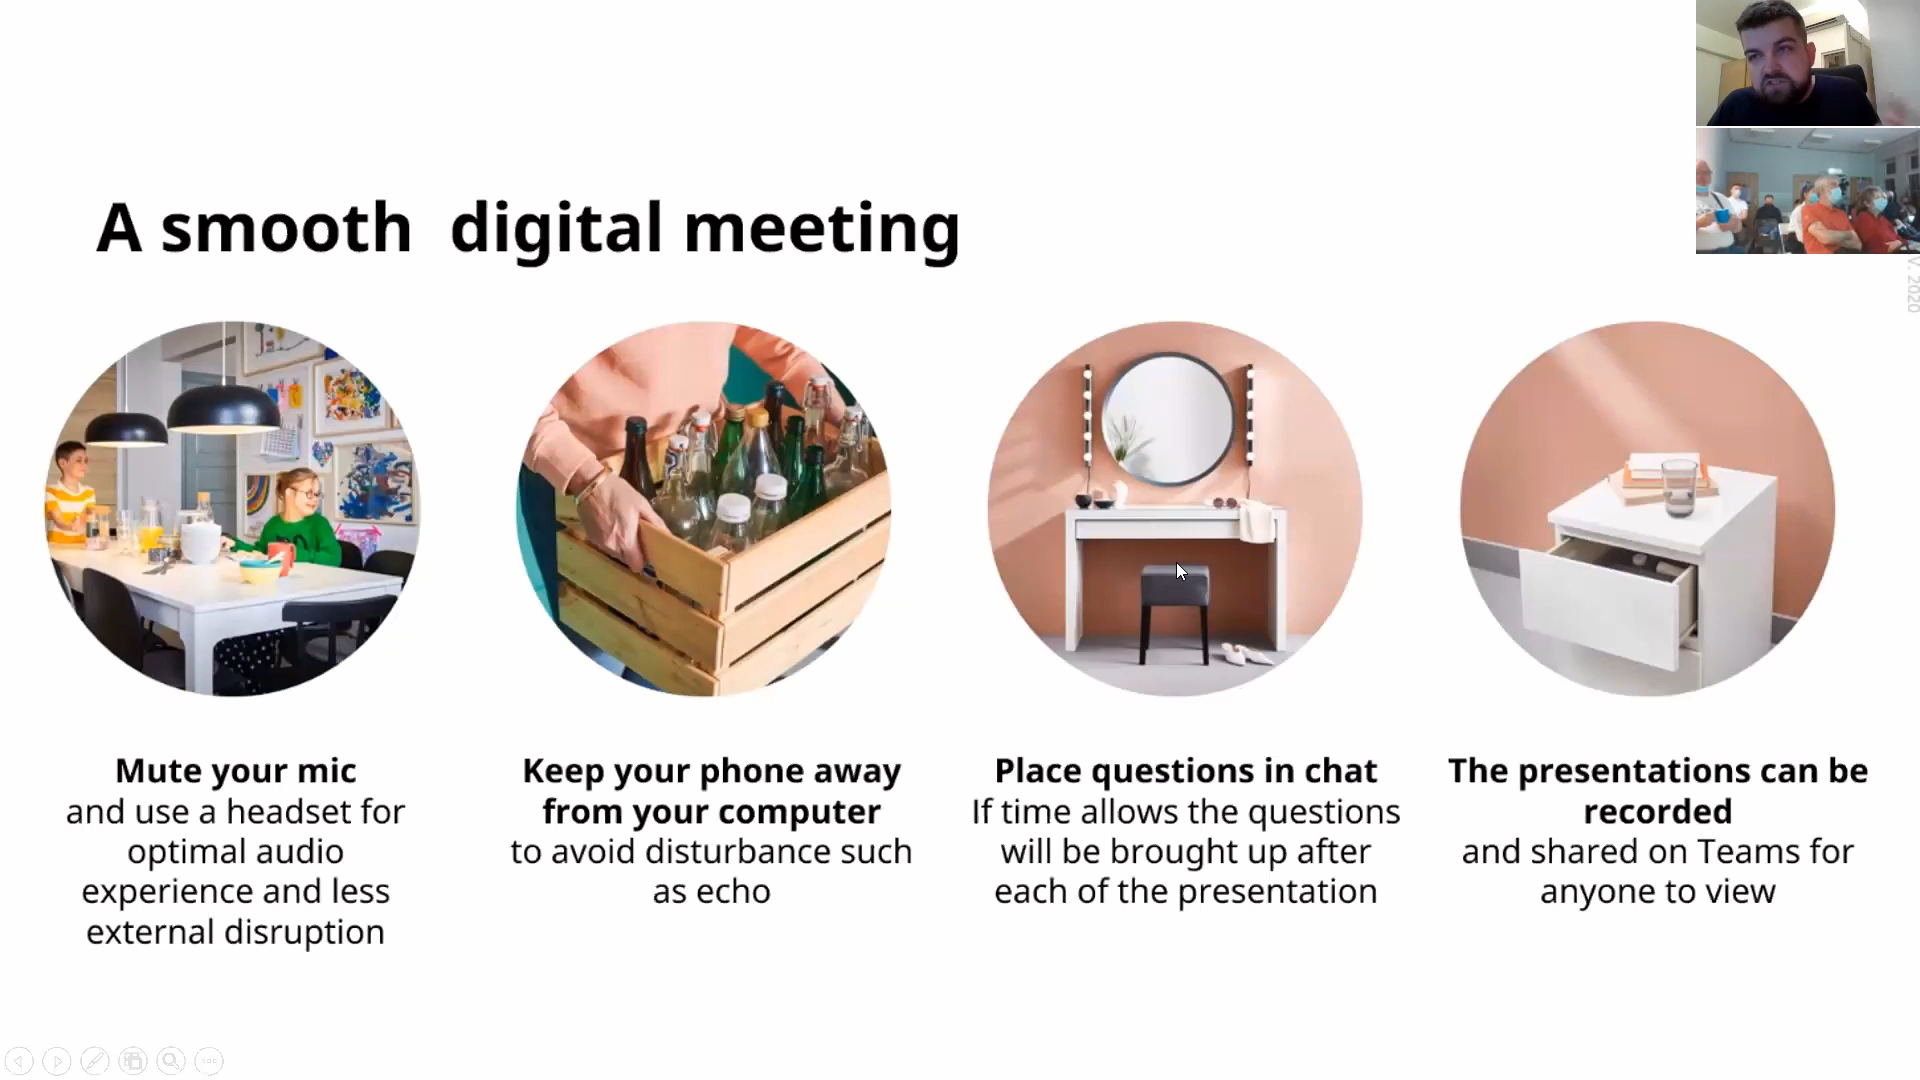 A smooth  digital meeting
V. 2020
Mute your mic
and use a headset for
optimal audio
experience and less
external disruption
Keep your phone away
from your computer
to avoid disturbance such
as echo
Place questions in chat
If time allows the questions
will be brought up after
each of the presentation
The presentations can be
recorded
and shared on Teams for
anyone to view